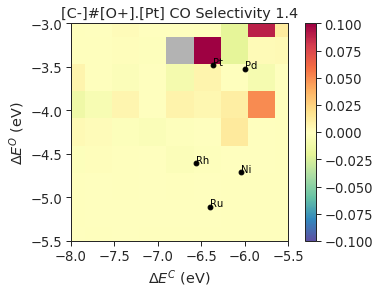 [C-]#[O+].[Pt] CO Selectivity 1.4
−3.0
−3.5
−4.0
−4.5
−5.0
−5.5
ΔE^O (eV)
Pt
Pd
Rh
Ni
Ru
−8.0 −7.5 −7.0 −6.5 −6.0 −5.5
ΔE^C (eV)
0.100
0.075
0.050
0.025
0.000
−0.025
−0.050
−0.075
−0.100